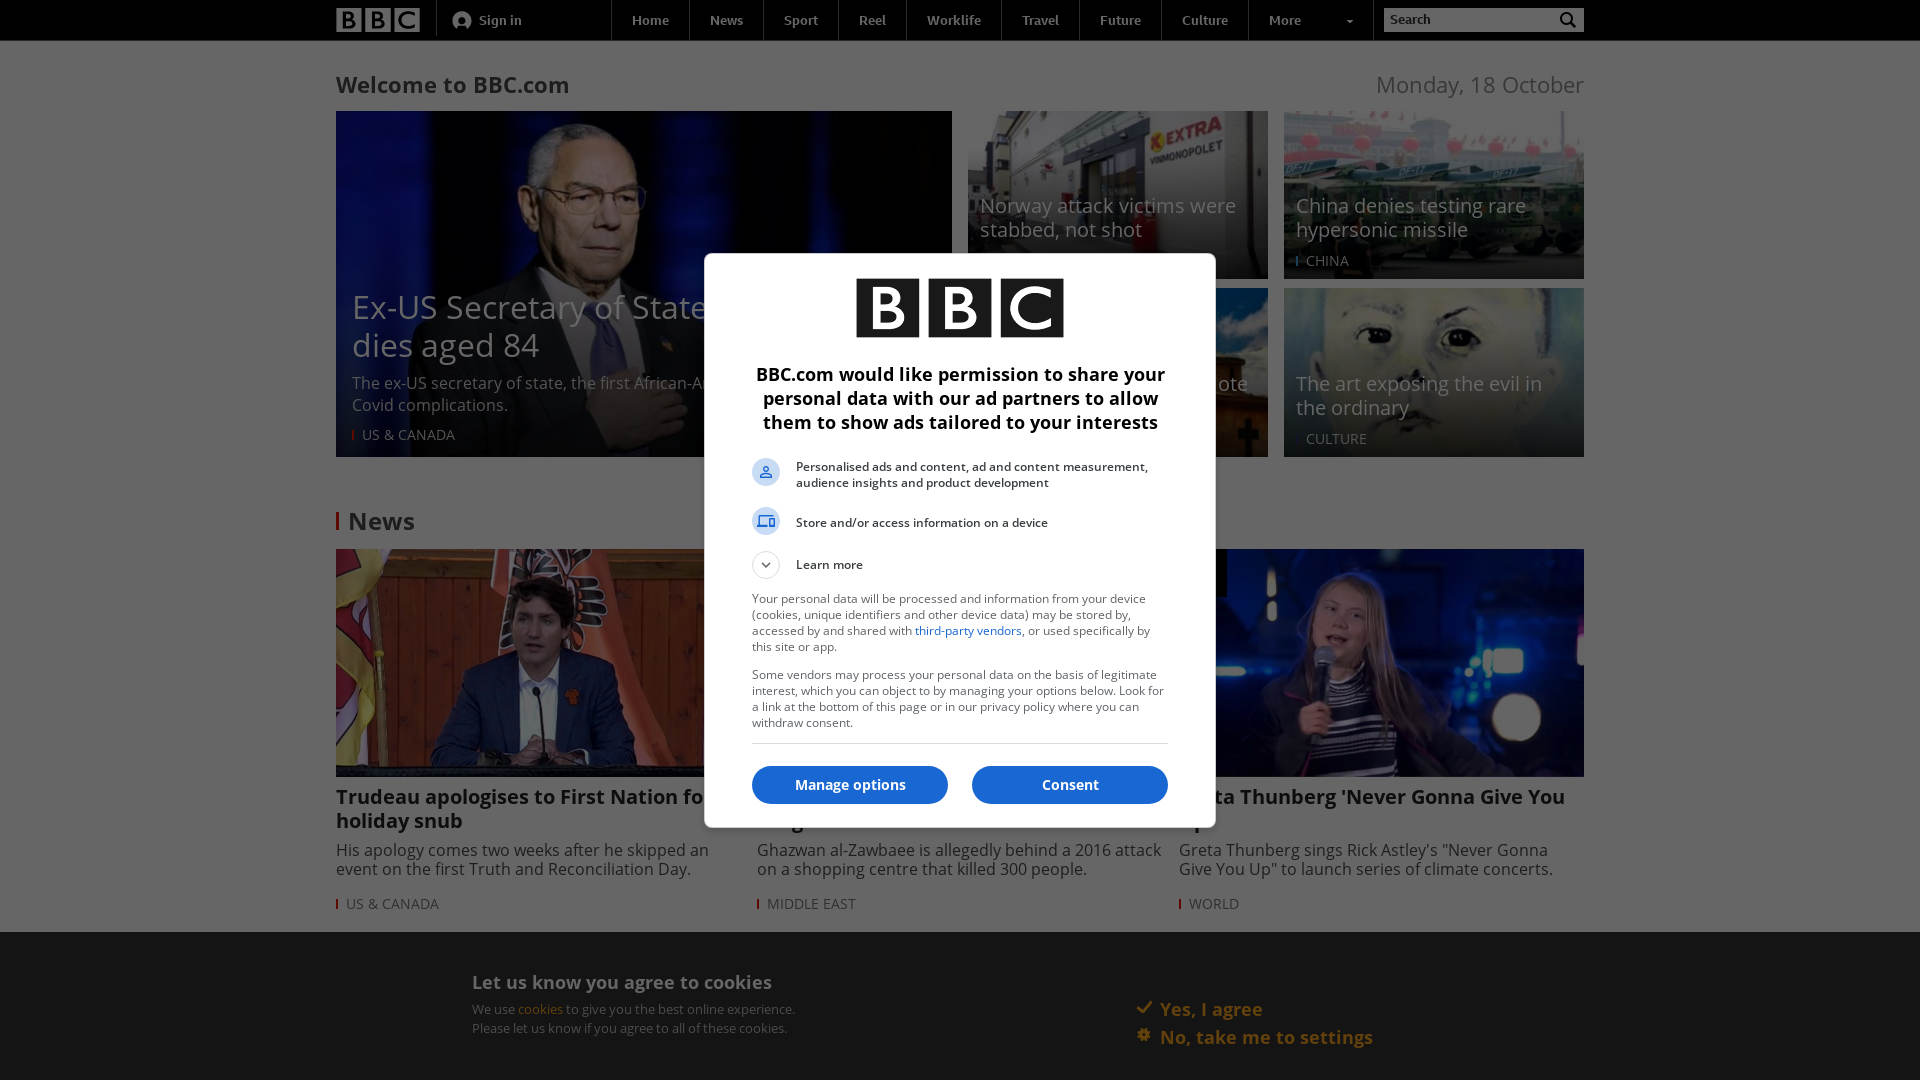 BBC
Sign in
Home
News
Sport
Reel
Worklife
Travel
Future
Culture
More
Search
Welcome to BBC.com
Monday, 18 October
Ex-US Secretary of State
dies aged 84
The ex-US secretary of state, the first
Covid complications.
US & CANADA
EXTRA
VINMONOPOLET
Norway attack victims were
stabbed, not shot
China denies testing rare
hypersonic missile
CHINA
The art exposing the evil in
the ordinary
CULTURE
News
Trudeau apologises to First Nation
holiday snub
His apology comes two weeks after he skipped an
event on the first Truth and Reconciliation Day.
US & CANADA
Ghazwan al-Zawbaee is allegedly behind a 2016 attack
on a shopping centre that killed 300 people.
MIDDLE EAST
Thunberg 'Never Gonna Give You
Greta Thunberg sings Rick Astley's "Never Gonna
Give You Up" to launch series of climate concerts.
WORLD
BBC
BBC.com would like permission to share your
personal data with our ad partners to allow
them to show ads tailored to your interests
Personalised ads and content, ad and content measurement,
audience insights and product development
Store and/or access information on a device
Learn more
Your personal data will be processed and information from your device
(cookies, unique identifiers and other device data) may be stored by,
accessed by and shared with third-party vendors, or used specifically by
this site or app.
Some vendors may process your personal data on the basis of legitimate
interest, which you can object to by managing your options below. Look for
a link at the bottom of this page or in our privacy policy where you can
withdraw consent.
Manage options
Consent
Let us know you agree to cookies
We use cookies to give you the best online experience.
Please let us know if you agree to all of these cookies.
Yes, I agree
No, take me to settings